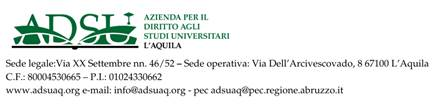 ADSU
AZIENDA PER IL
DIRITTO AGLI
STUDI UNIVERSITARI
L'AQUILA
Sede legale:Via XX Settembre nn. 46/52 – Sede operativa: Via Dell'Arcivescovado, 8 67100 L'Aquila
C.F.: 80004530665 – P.I.: 01024330662
www.adsuaq.org e-mail: info@adsuaq.org - pec adsuaq@pec.regione.abruzzo.it